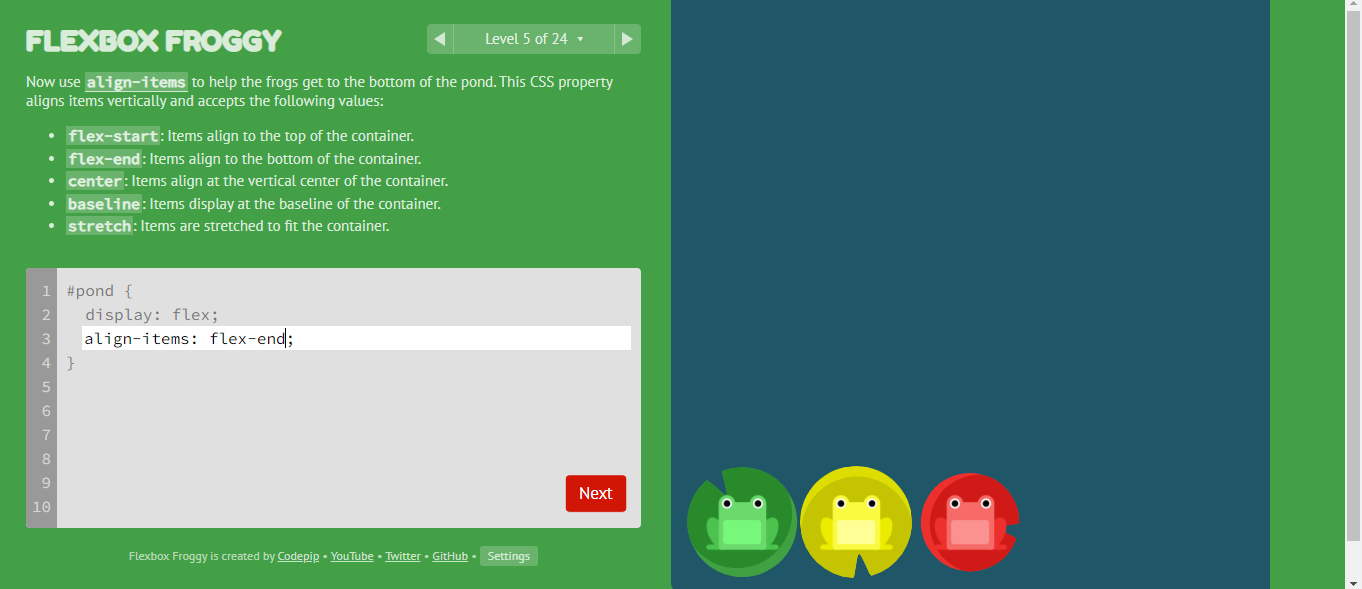 FLEXBOX FROGGY
◀ Level 5 of 24 ▾ ▶
Now use align-items to help the frogs get to the bottom of the pond. This CSS property
aligns items vertically and accepts the following values:
• flex-start: Items align to the top of the container.
• flex-end: Items align to the bottom of the container.
• center: Items align at the vertical center of the container.
• baseline: Items display at the baseline of the container.
• stretch: Items are stretched to fit the container.
1 #pond {
2 display: flex;
3 align-items: flex-end;
4 }
5
6
7
8
9
10
Next
Flexbox Froggy is created by Codepip • YouTube • Twitter • GitHub • Settings